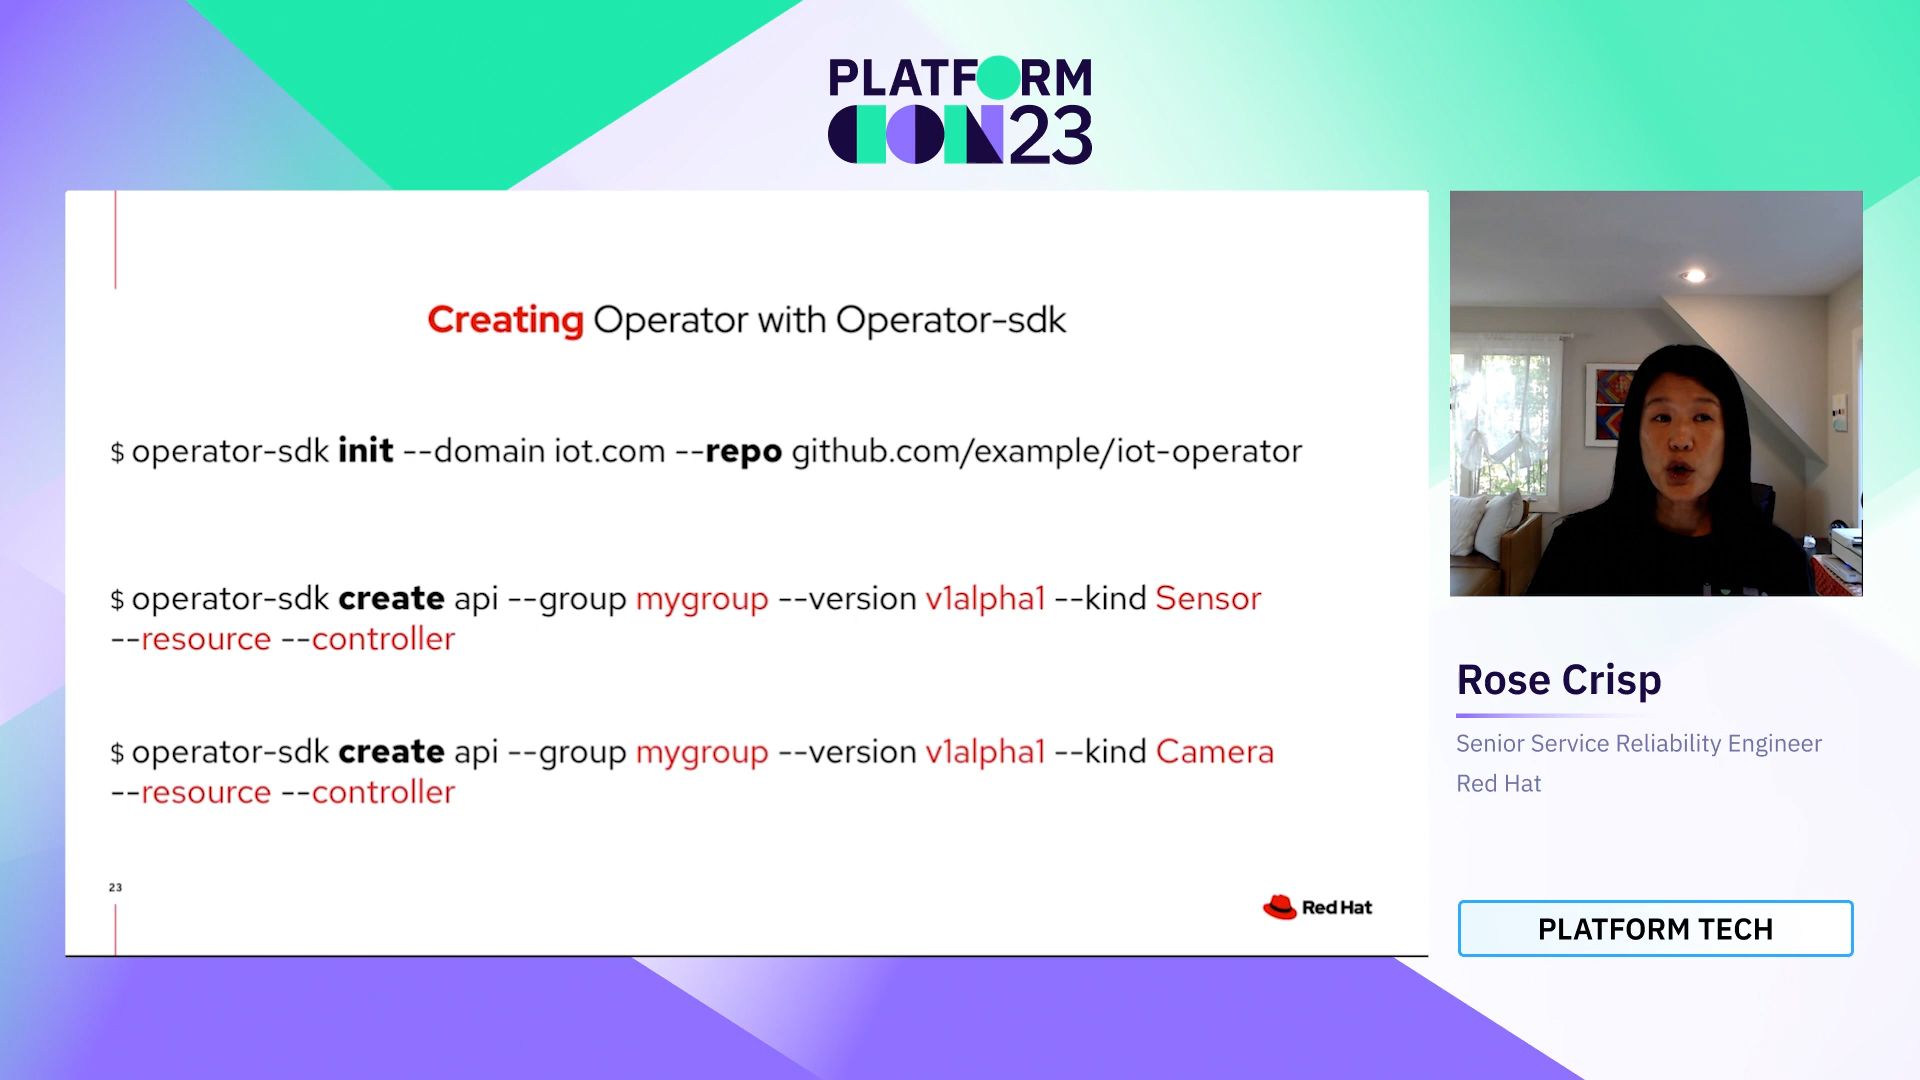 PLATFORM
CON23
Creating Operator with Operator-sdk
$ operator-sdk init --domain iot.com --repo github.com/example/iot-operator
$ operator-sdk create api --group mygroup --version v1alpha1 --kind Sensor
--resource --controller
$ operator-sdk create api --group mygroup --version v1alpha1 --kind Camera
--resource --controller
23
Red Hat
Rose Crisp
Senior Service Reliability Engineer
Red Hat
PLATFORM TECH